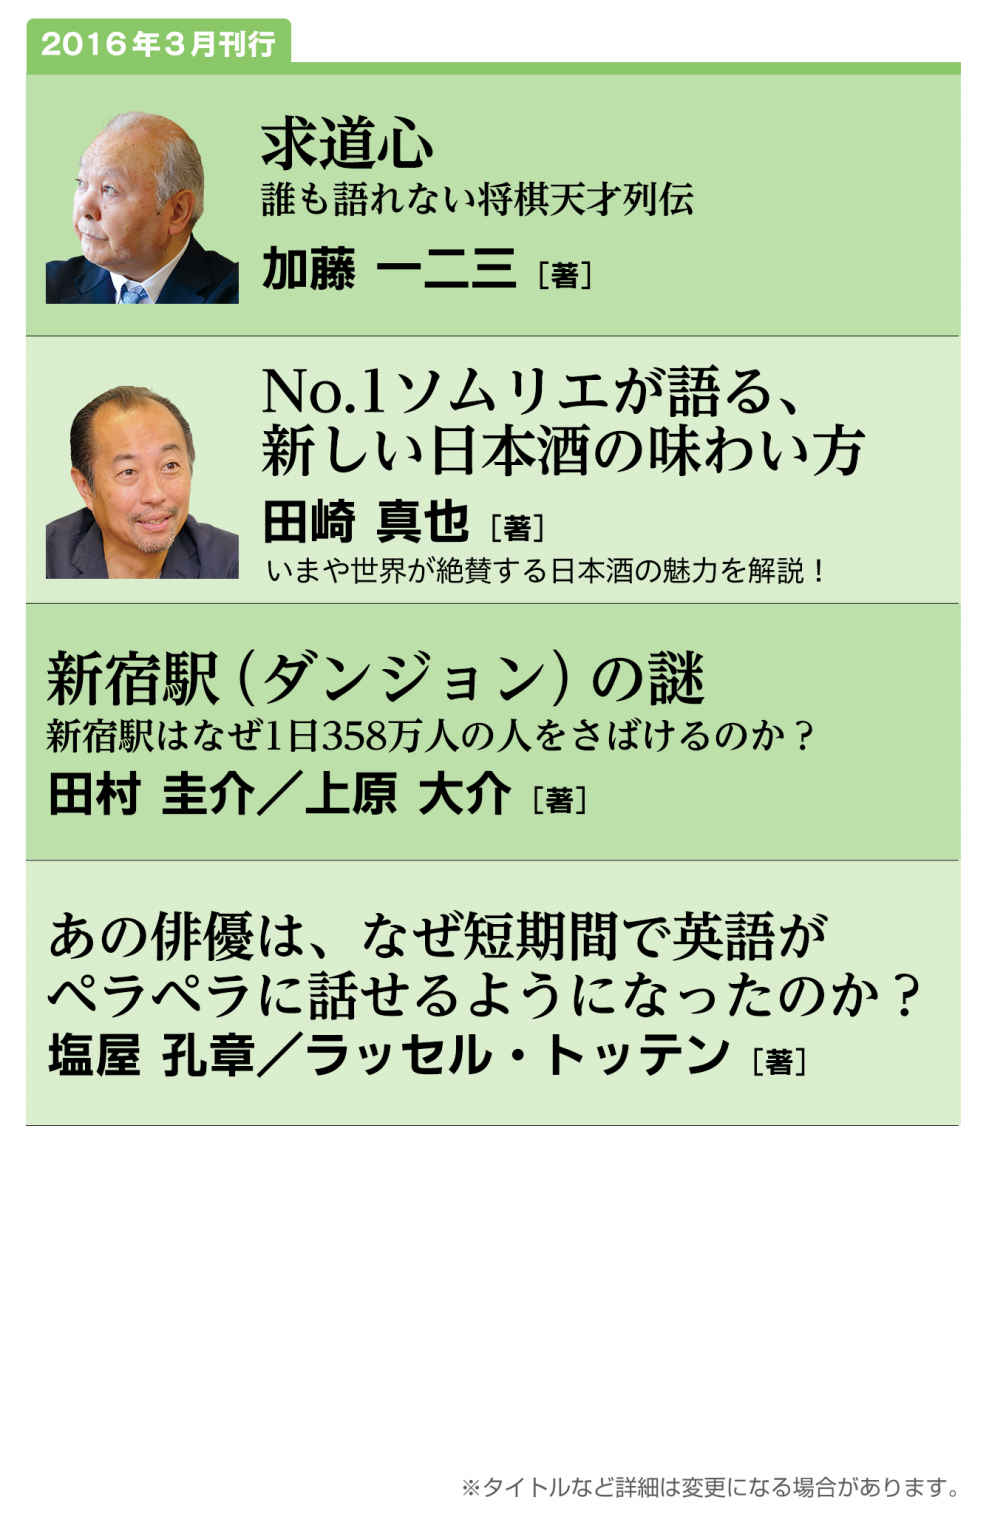 2016年3月刊行
求道心
誰も語れない将棋天才列伝
加藤 一二三 [著]
No.1ソムリエが語る、
新しい日本酒の味わい方
田崎 真也 [著]
いまや世界が絶賛する日本酒の魅力を解説！
新宿駅(ダンジョン)の謎
新宿駅はなぜ1日358万人の人をさばけるのか？
田村 圭介／上原 大介 [著]
あの俳優は、なぜ短期間で英語が
ペラペラに話せるようになったのか？
塩屋 孔章／ラッセル・トッテン [著]
※タイトルなど詳細は変更になる場合があります。